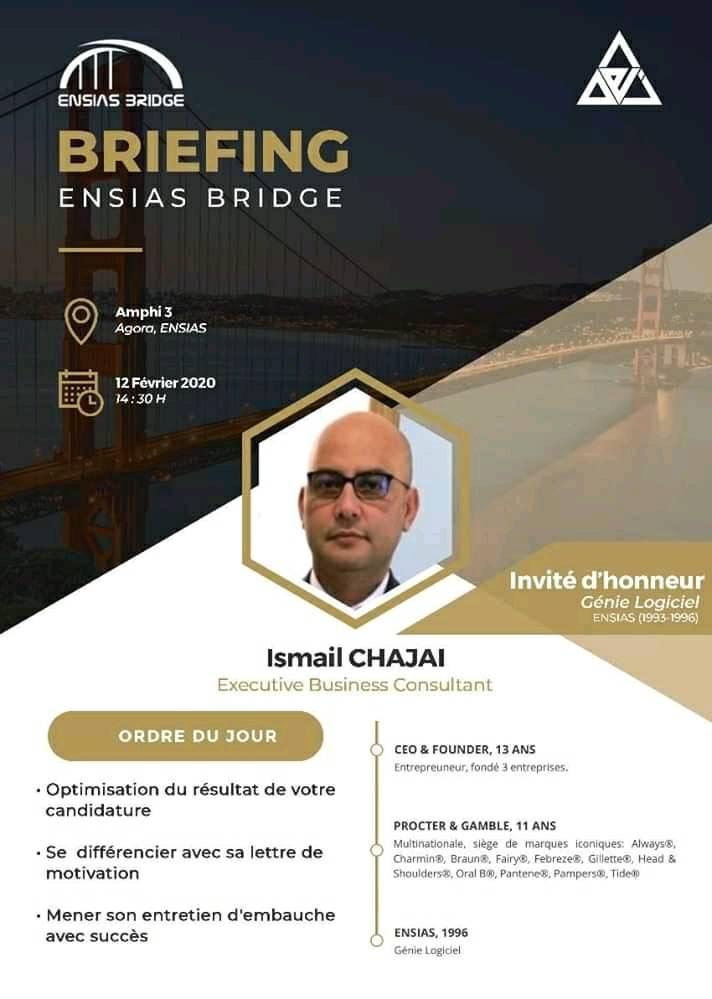 ENSIAS BRIDGE
BRIEFING
ENSIAS BRIDGE
Amphi 3
Agora, ENSIAS
12 Février 2020
14 : 30 H
Invité d'honneur
Génie Logiciel
ENSIAS (1993-1996)
Ismail CHAJAI
Executive Business Consultant
ORDRE DU JOUR
• Optimisation du résultat de votre
candidature
• Se différencier avec sa lettre de
motivation
• Mener son entretien d'embauche
avec succès
CEO & FOUNDER, 13 ANS
Entrepreuneur, fondé 3 entreprises.
PROCTER & GAMBLE, 11 ANS
Multinationale, siège de marques iconiques: Always®,
Charmin®, Braun®, Fairy®, Febreze®, Gillette®, Head &
Shoulders®, Oral B®, Pantene®, Pampers®, Tide®
ENSIAS, 1996
Génie Logiciel